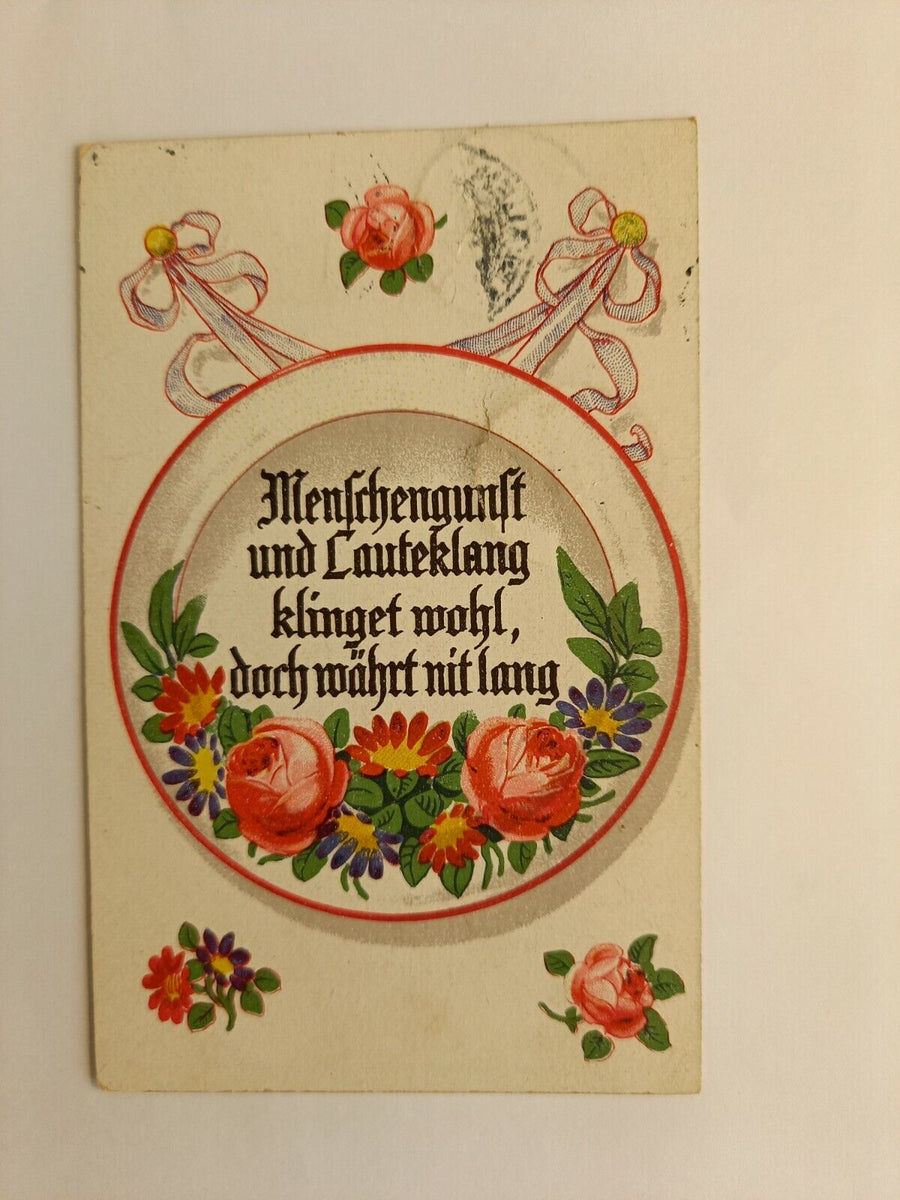 Menſchengunſt
und Lauteklang
klinget wohl,
doch währt nit lang